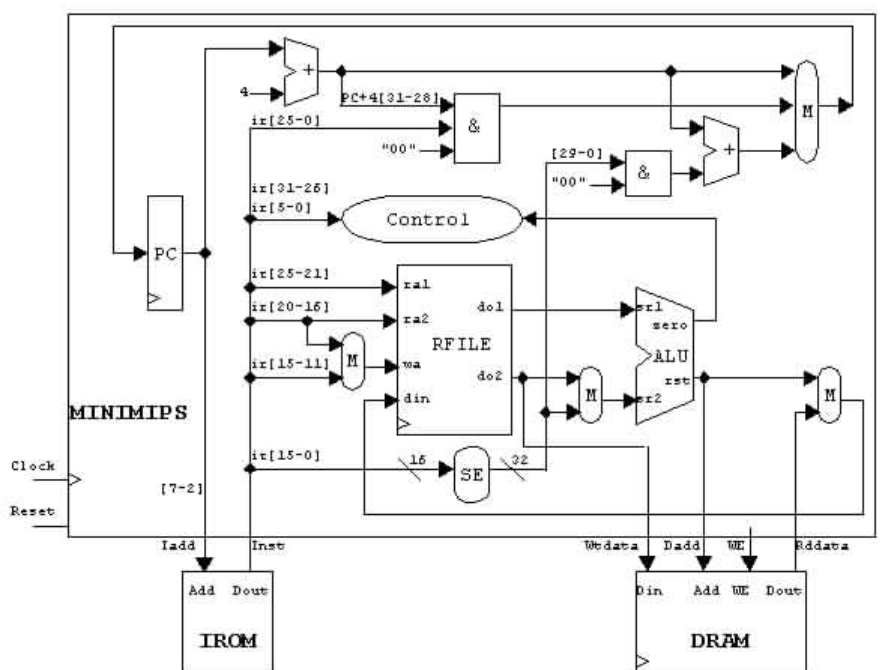 +
4
PC+4[31-28]
ir[25-0]
"00"
&
M
[29-0]
"00"
&
+
ir[31-26]
ir[5-0]
Control
PC
ir[25-21]
ra1
do1
sr1
zero
ir[20-16]
ra2
RFILE
ALU
M
ir[15-11]
wa
do2
rst
M
M
din
sr2
MINIMIPS
ir[15-0]
16
SE
32
Clock
[7-2]
Reset
Iadd
Inst
Wtdata
Dadd
WE
Rddata
Add
Dout
Din
Add
WE
Dout
IROM
DRAM